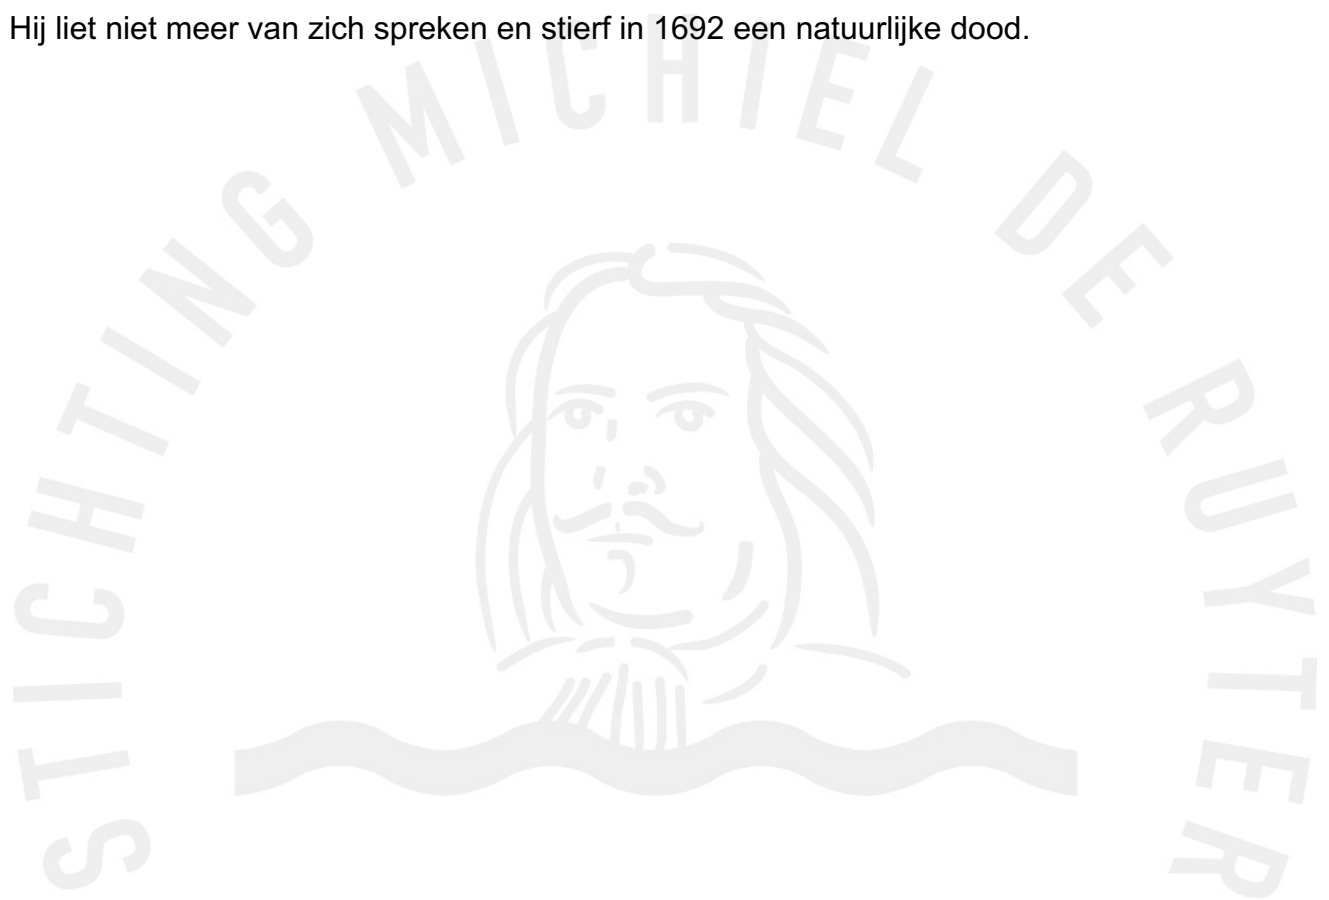 Hij liet niet meer van zich spreken en stierf in 1692 een natuurlijke dood.
STICHTING MICHIEL DE RUYTER